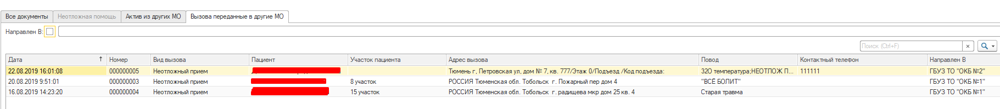 Все документы Неотложная помощь Актив из других МО Вызова переданные в другие МО
Направлен В:
Поиск (Ctrl+F) ×
Дата ↑ Номер Вид вызова Пациент Участок пациента Адрес вызова Повод Контактный телефон Направлен В
22.08.2019 16:01:08 000000005 Неотложный прием Тюмень г, Петровская ул, дом № 7, кв. 777/Этаж 0/Подъезд /Код подъезда: 32О температура;НЕОТЛОЖ П... 111111 ГБУЗ ТО "ОКБ №2"
20.08.2019 9:51:01 000000003 Неотложный прием 8 участок РОССИЯ Тюменская обл. Тобольск г. Пожарный пер дом 4 "ВСЁ БОЛИТ" ГБУЗ ТО "ОКБ №1"
16.08.2019 14:23:20 000000004 Неотложный прием 15 участок РОССИЯ Тюменская обл. Тобольск г. радищева мкр дом 25 кв. 4 Старая травма ГБУЗ ТО "ОКБ №1"